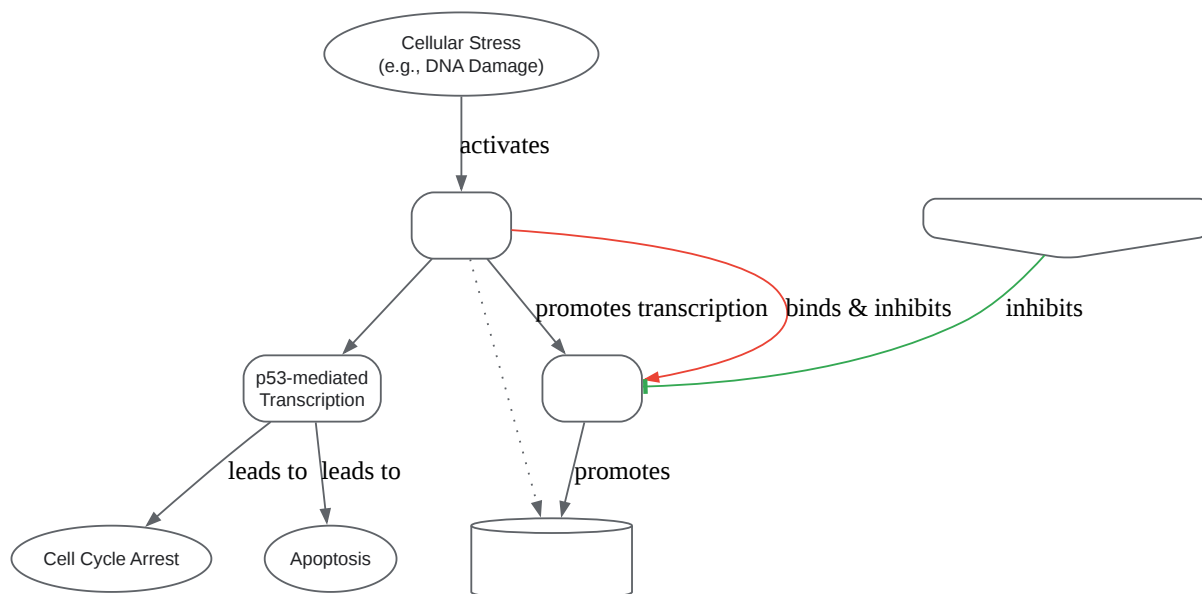 Cellular Stress
(e.g., DNA Damage)
activates
promotes transcription
binds & inhibits
inhibits
p53-mediated
Transcription
leads to
leads to
promotes
Cell Cycle Arrest
Apoptosis